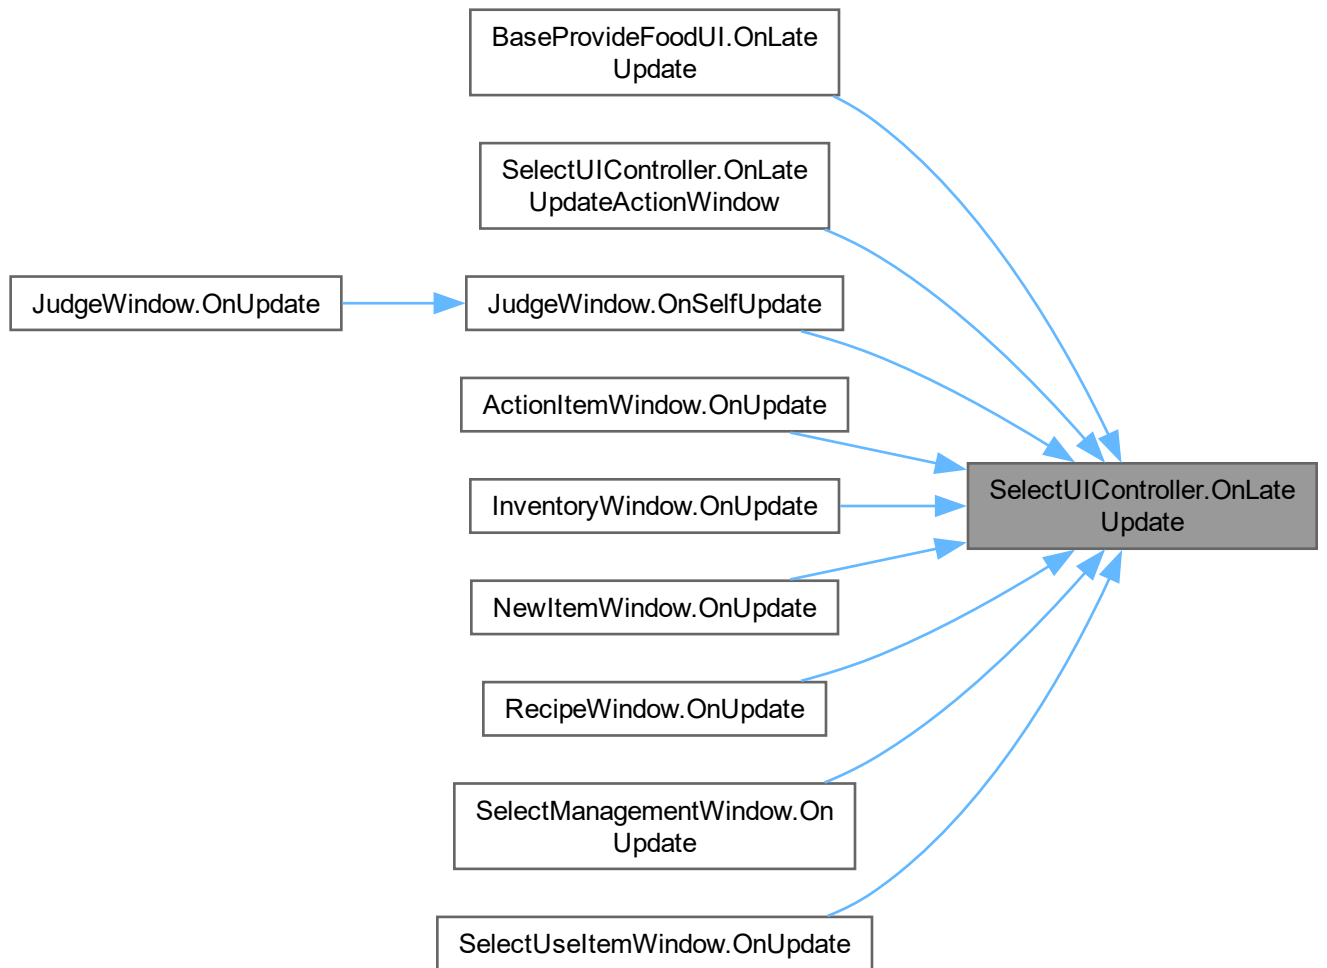 BaseProvideFoodUI.OnLate
Update
SelectUIController.OnLate
UpdateActionWindow
JudgeWindow.OnUpdate
JudgeWindow.OnSelfUpdate
ActionItemWindow.OnUpdate
SelectUIController.OnLate
Update
InventoryWindow.OnUpdate
NewItemWindow.OnUpdate
RecipeWindow.OnUpdate
SelectManagementWindow.On
Update
SelectUseItemWindow.OnUpdate